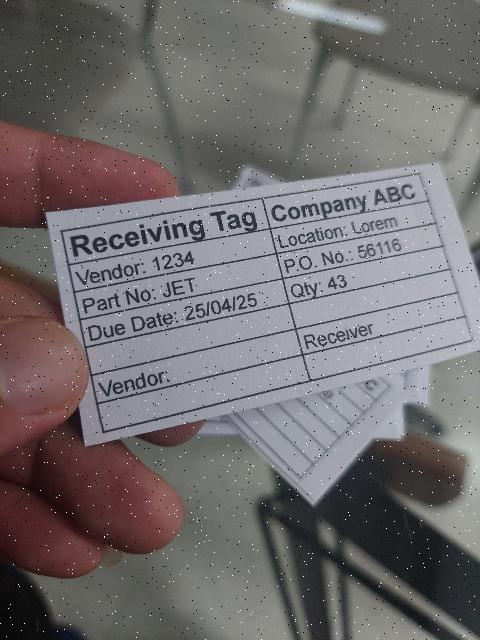 Receiving Tag Company ABC
Vendor: 1234 Location: Lorem
Part No: JET P.O. No.: 56116
Due Date: 25/04/25 Qty: 43
Vendor: Receiver